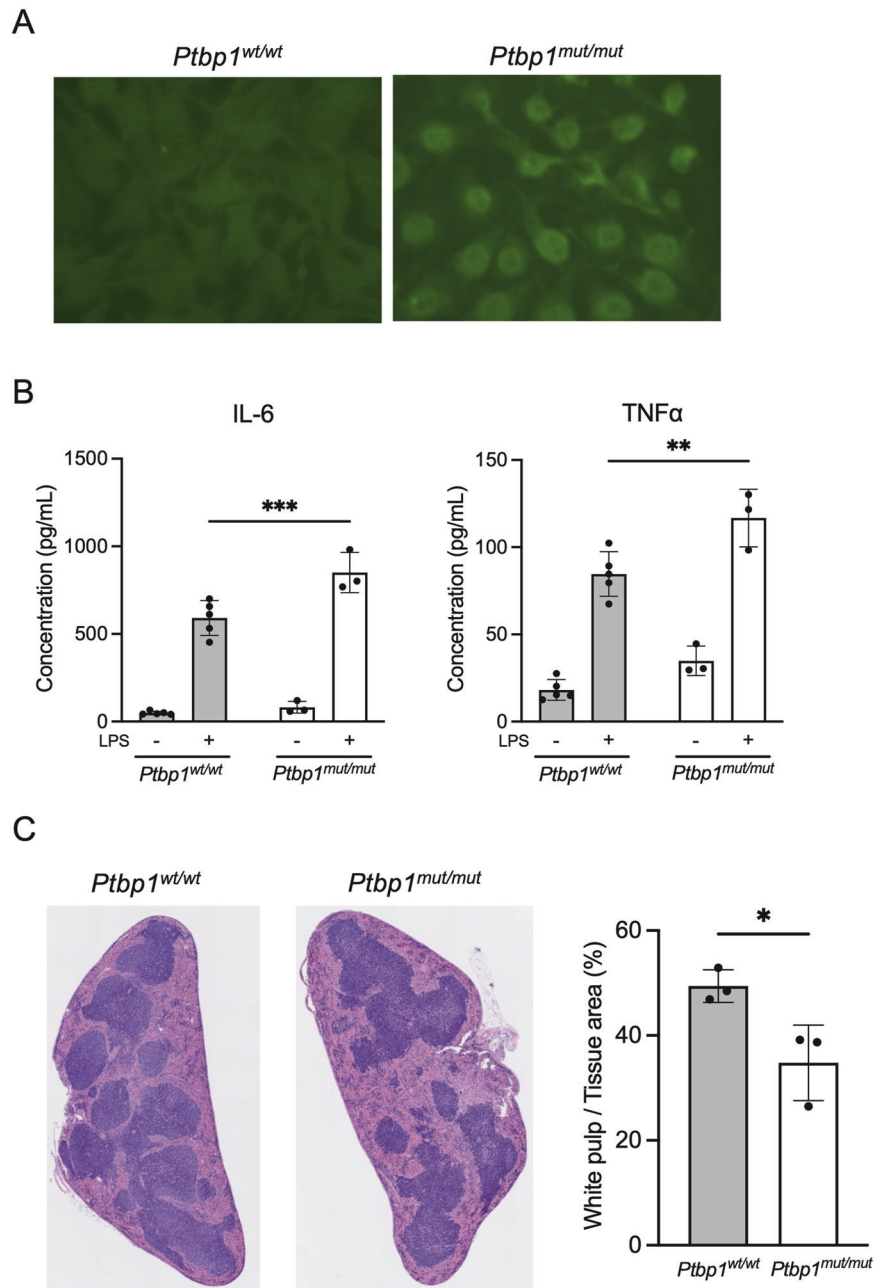 A
Ptbp1wt/wt
Ptbp1mut/mut
B
IL-6
TNFα
Concentration (pg/mL)
1500
1000
500
0
***
LPS
-
+
-
+
Ptbp1wt/wt
Ptbp1mut/mut
Concentration (pg/mL)
150
100
50
0
**
LPS
-
+
-
+
Ptbp1wt/wt
Ptbp1mut/mut
C
Ptbp1wt/wt
Ptbp1mut/mut
White pulp / Tissue area (%)
60
40
20
0
*
Ptbp1wt/wt
Ptbp1mut/mut